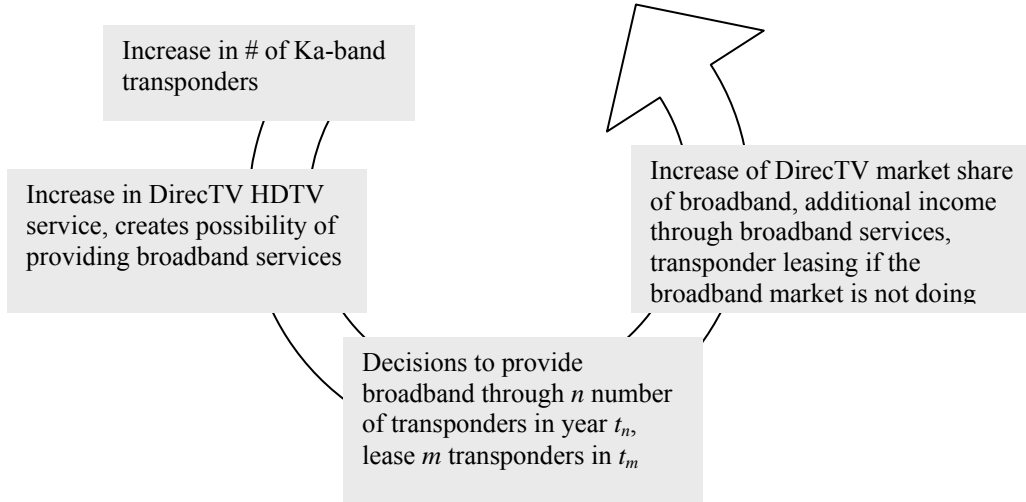 Increase in # of Ka-band
transponders
Increase in DirecTV HDTV
service, creates possibility of
providing broadband services
Decisions to provide
broadband through n number
of transponders in year tₙ,
lease m transponders in tₘ
Increase of DirecTV market share
of broadband, additional income
through broadband services,
transponder leasing if the
broadband market is not doing